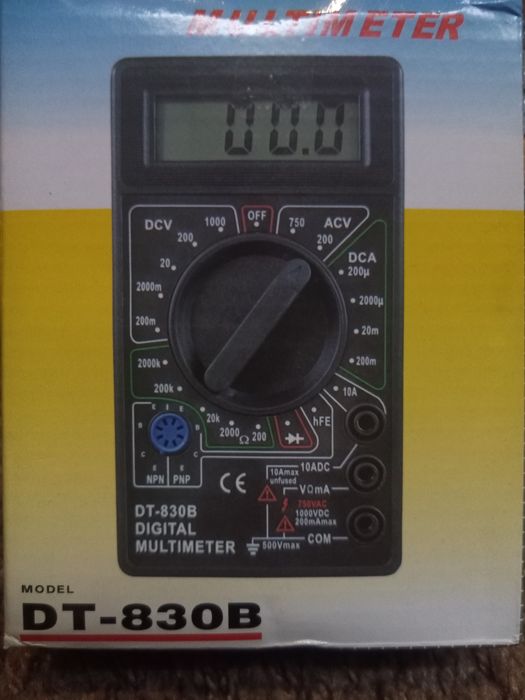 MULTIMETER
00.0
DCV 1000 OFF 750 ACV
200 200
20 DCA
200µ
2000m 2000µ
200m 20m
2000k 200m
200k 10A
20k 2000 Ω 200 hFE
E E E
B B
C C
E E
NPN PNP
10Amax
unfused
10ADC
VΩmA
750VAC
1000VDC
200mAmax
CE
DT-830B
DIGITAL
MULTIMETER
500Vmax COM
MODEL
DT-830B